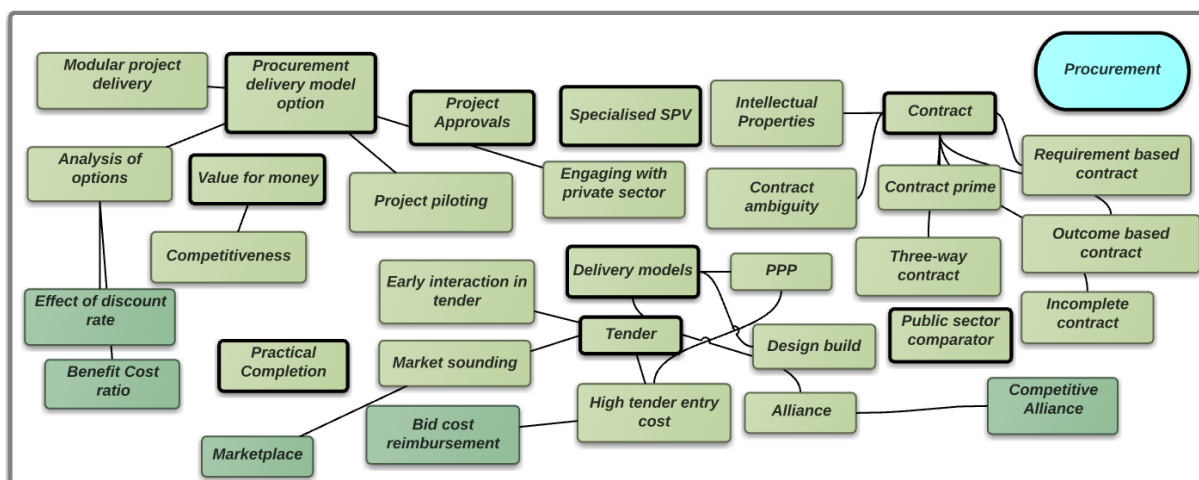 Modular project
delivery
Procurement
delivery model
option
Project
Approvals
Specialised SPV
Intellectual
Properties
Contract
Procurement
Analysis of
options
Value for money
Project piloting
Engaging with
private sector
Contract
ambiguity
Contract prime
Requirement based
contract
Competitiveness
Early interaction in
tender
Delivery models
PPP
Three-way
contract
Outcome based
contract
Effect of discount
rate
Incomplete
contract
Practical
Completion
Market sounding
Tender
Design build
Public sector
comparator
Benefit Cost
ratio
Marketplace
Bid cost
reimbursement
High tender entry
cost
Alliance
Competitive
Alliance